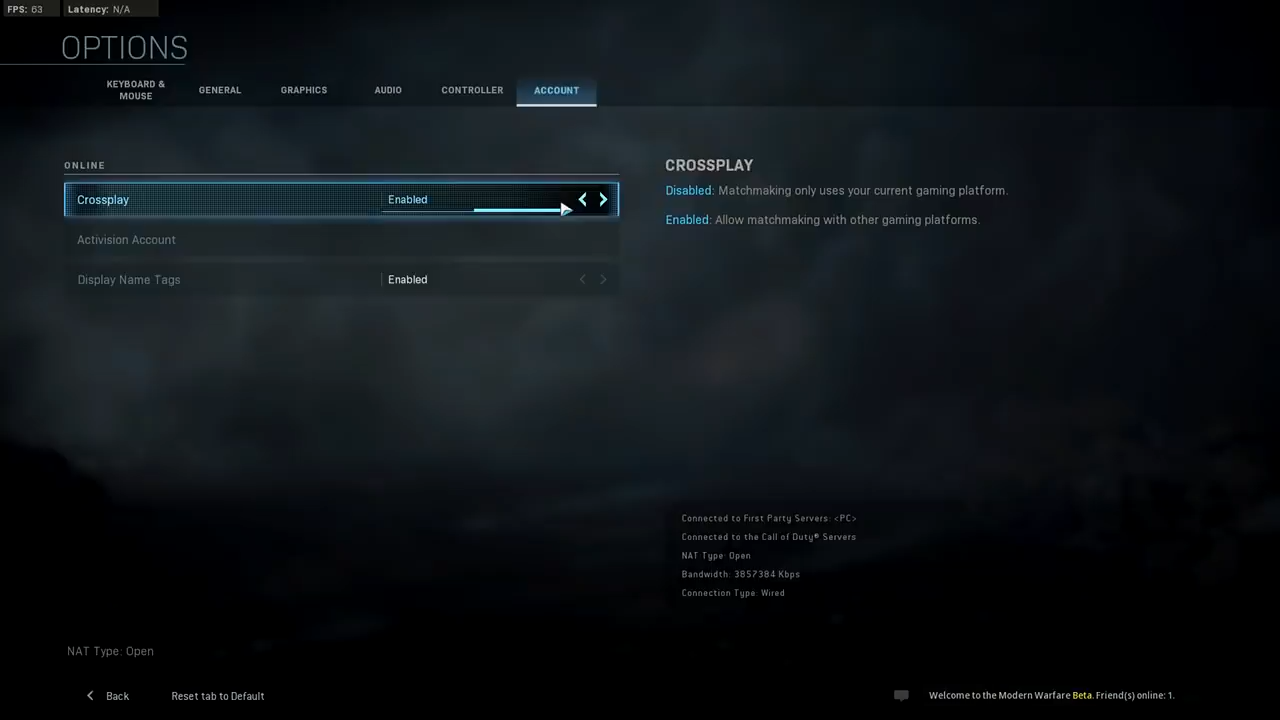 FPS: 63 Latency: N/A
OPTIONS
KEYBOARD &
MOUSE
GENERAL
GRAPHICS
AUDIO
CONTROLLER
ACCOUNT
ONLINE
Crossplay Enabled
Activision Account
Display Name Tags Enabled
CROSSPLAY
Disabled: Matchmaking only uses your current gaming platform.
Enabled: Allow matchmaking with other gaming platforms.
Connected to First Party Servers: <PC>
Connected to the Call of Duty® Servers
NAT Type: Open
Bandwidth: 3857384 Kbps
Connection Type: Wired
NAT Type: Open
Back Reset tab to Default
Welcome to the Modern Warfare Beta. Friend(s) online: 1.